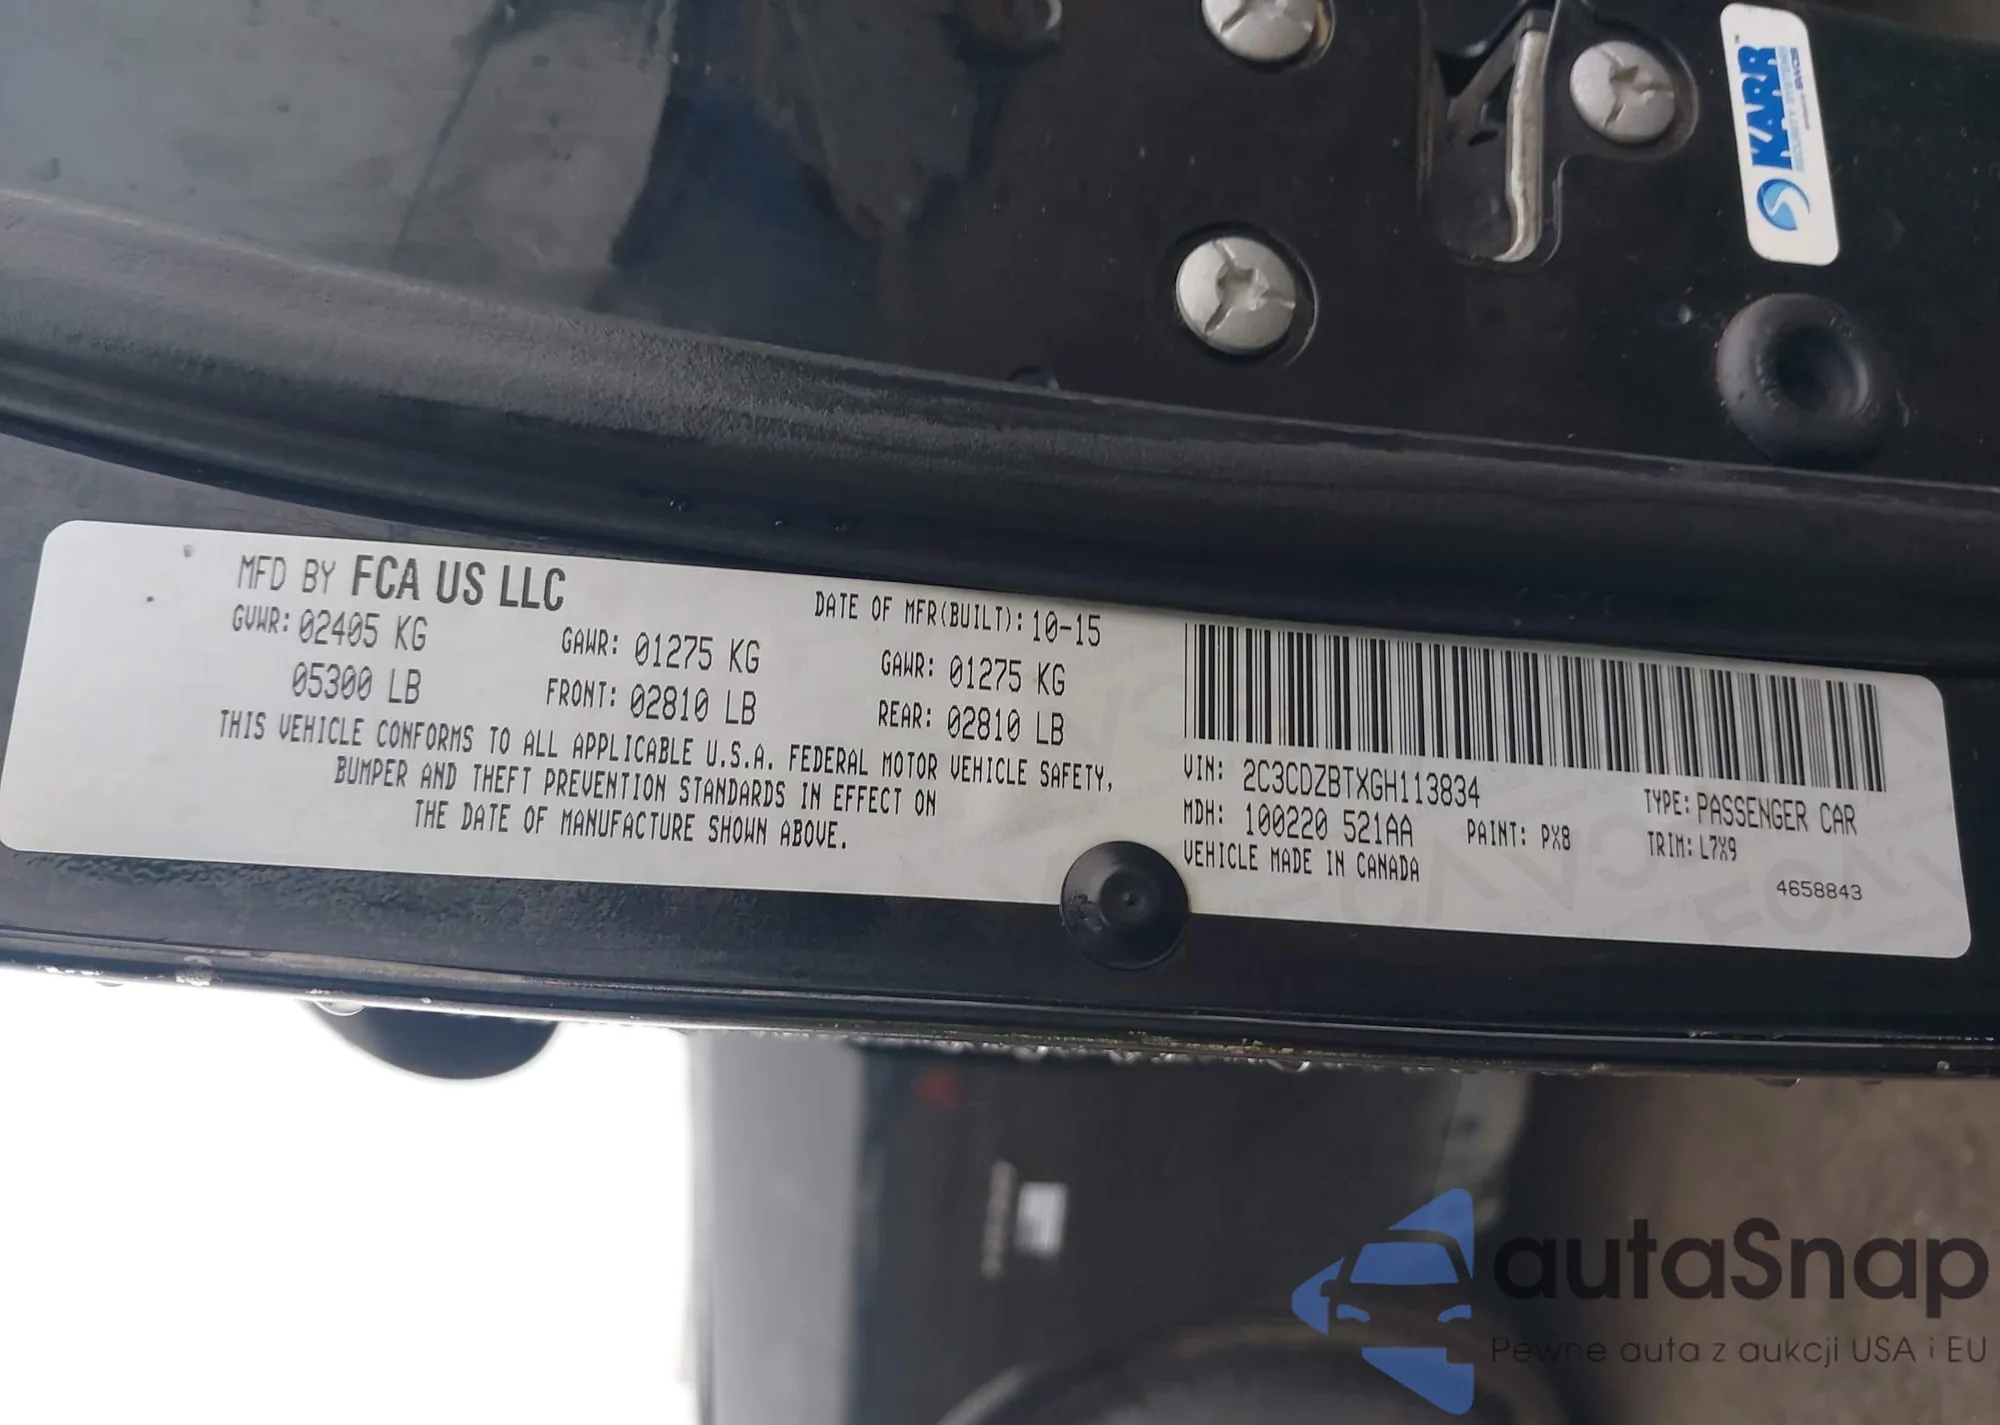 KARR
SECURITY SYSTEMS
MFD BY FCA US LLC
DATE OF MFR(BUILT): 10-15
GVWR: 02405 KG
GAWR: 01275 KG
GAWR: 01275 KG
05300 LB
FRONT: 02810 LB
REAR: 02810 LB
THIS VEHICLE CONFORMS TO ALL APPLICABLE U.S.A. FEDERAL MOTOR VEHICLE SAFETY,
BUMPER AND THEFT PREVENTION STANDARDS IN EFFECT ON
THE DATE OF MANUFACTURE SHOWN ABOVE.
VIN: 2C3CDZBTXGH113834
TYPE: PASSENGER CAR
MDH: 100220 521AA
PAINT: PX8
TRIM: L7X9
VEHICLE MADE IN CANADA
4658843
autaSnap
Pewne auta z aukcji USA i EU